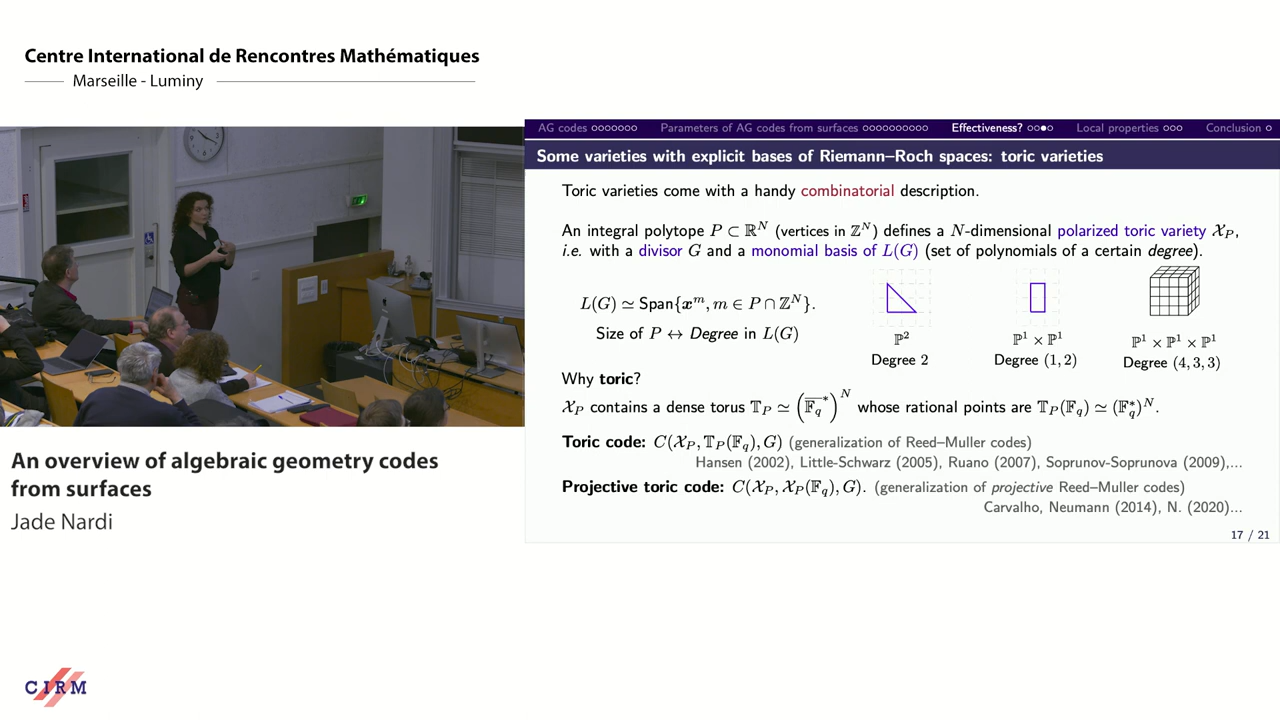 Centre International de Rencontres Mathématiques
Marseille - Luminy
AG codes
Parameters of AG codes from surfaces
Effectiveness?
Local properties
Conclusion
Some varieties with explicit bases of Riemann–Roch spaces: toric varieties
Toric varieties come with a handy combinatorial description.
An integral polytope P ⊂ ℝ^N (vertices in ℤ^N) defines a N-dimensional polarized toric variety 𝒳_P,
i.e. with a divisor G and a monomial basis of L(G) (set of polynomials of a certain degree).
L(G) ≃ Span{x^m, m ∈ P ∩ ℤ^N}.
Size of P ↔ Degree in L(G)
ℙ²
Degree 2
ℙ¹ × ℙ¹
Degree (1, 2)
ℙ¹ × ℙ¹ × ℙ¹
Degree (4, 3, 3)
Why toric?
𝒳_P contains a dense torus 𝕋_P ≃ (\overline{𝔽_q}^*)^N whose rational points are 𝕋_P(𝔽_q) ≃ (𝔽_q^*)^N.
Toric code: C(𝒳_P, 𝕋_P(𝔽_q), G) (generalization of Reed–Muller codes)
Hansen (2002), Little-Schwarz (2005), Ruano (2007), Soprunov-Soprunova (2009),...
Projective toric code: C(𝒳_P, 𝒳_P(𝔽_q), G). (generalization of projective Reed–Muller codes)
Carvalho, Neumann (2014), N. (2020)...
17 / 21
An overview of algebraic geometry codes
from surfaces
Jade Nardi
CIRM